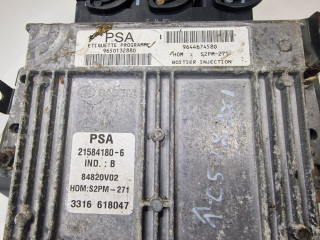 PSA
ETIQUETTE PROGRAMME
9650132880
9644674580
HOM : S2PM-271
BOITIER INJECTION
PSA
21584180-6
IND. : B
84820V02
HOM:S2PM-271
3316 618047